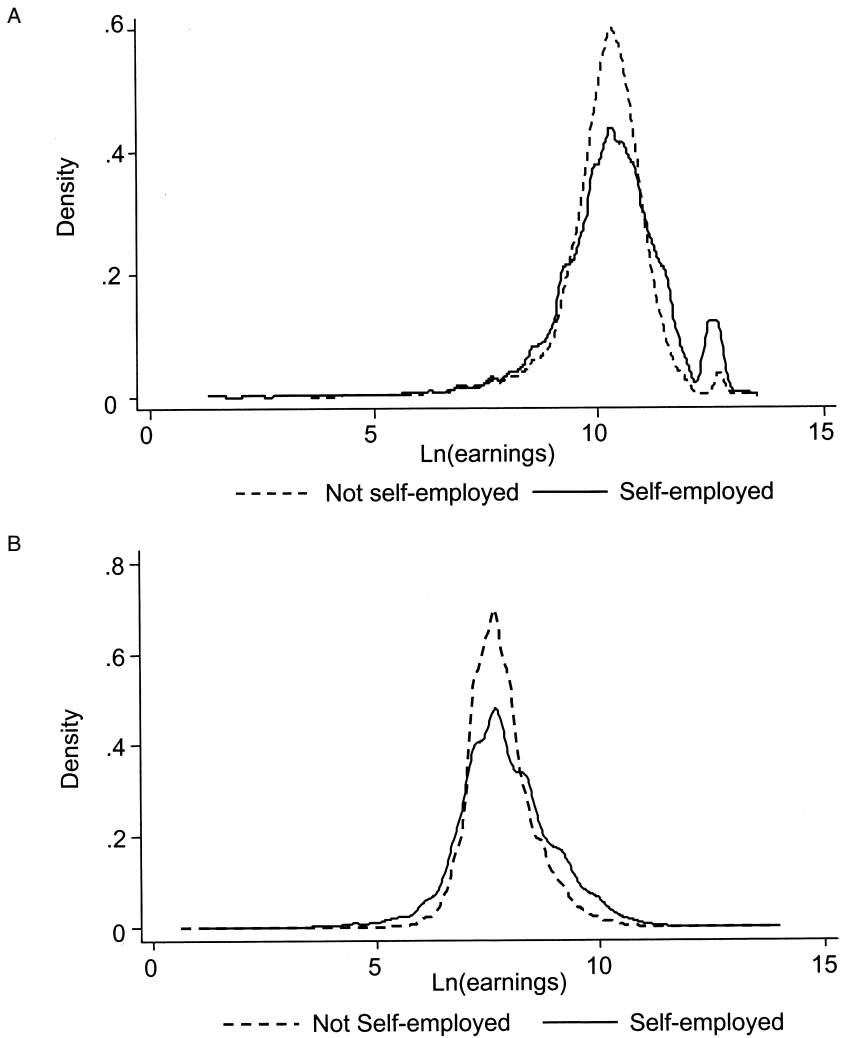 A
.6
.4
.2
0
Density
0 5 10 15
Ln(earnings)
Not self-employed Self-employed
B
.8
.6
.4
.2
0
Density
0 5 10 15
Ln(earnings)
Not Self-employed Self-employed